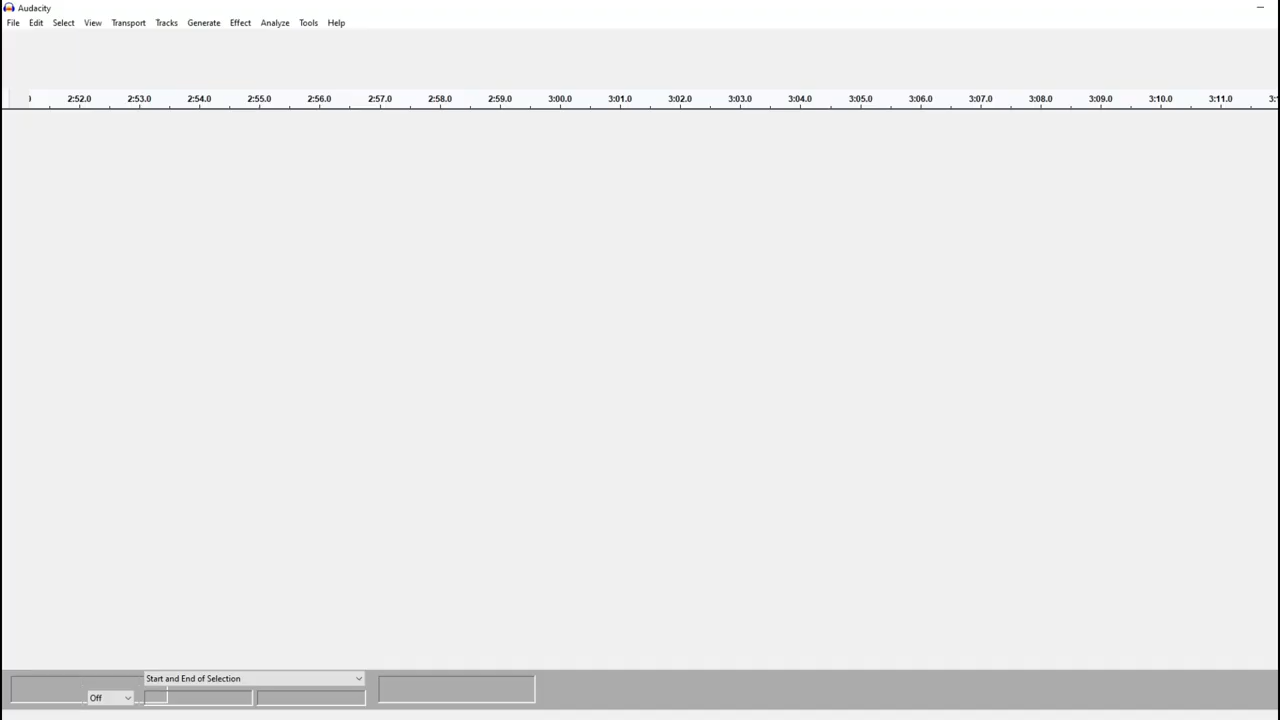 Audacity
File Edit Select View Transport Tracks Generate Effect Analyze Tools Help
2:52.0 2:53.0 2:54.0 2:55.0 2:56.0 2:57.0 2:58.0 2:59.0 3:00.0 3:01.0 3:02.0 3:03.0 3:04.0 3:05.0 3:06.0 3:07.0 3:08.0 3:09.0 3:10.0 3:11.0
Start and End of Selection
Off